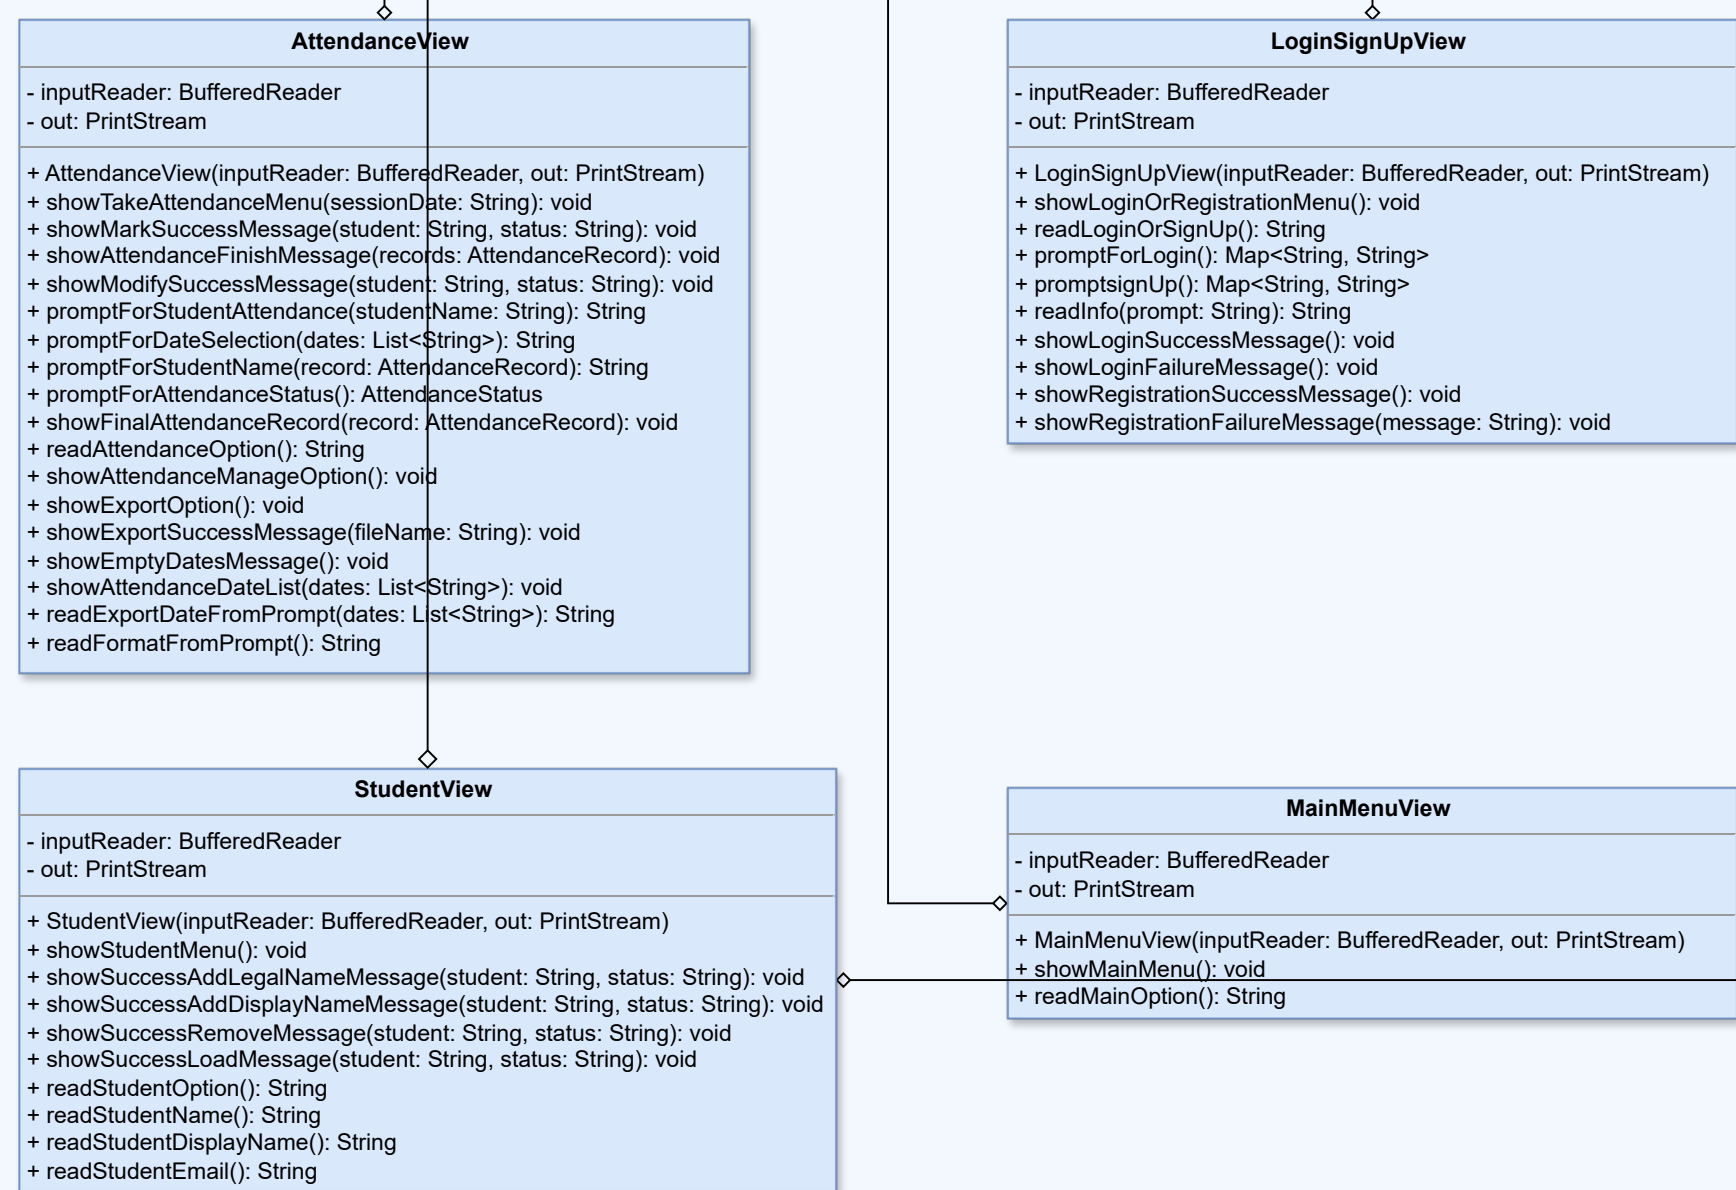 AttendanceView
- inputReader: BufferedReader
- out: PrintStream
+ AttendanceView(inputReader: BufferedReader, out: PrintStream)
+ showTakeAttendanceMenu(sessionDate: String): void
+ showMarkSuccessMessage(student: String, status: String): void
+ showAttendanceFinishMessage(records: AttendanceRecord): void
+ showModifySuccessMessage(student: String, status: String): void
+ promptForStudentAttendance(studentName: String): String
+ promptForDateSelection(dates: List<String>): String
+ promptForStudentName(record: AttendanceRecord): String
+ promptForAttendanceStatus(): AttendanceStatus
+ showFinalAttendanceRecord(record: AttendanceRecord): void
+ readAttendanceOption(): String
+ showAttendanceManageOption(): void
+ showExportOption(): void
+ showExportSuccessMessage(fileName: String): void
+ showEmptyDatesMessage(): void
+ showAttendanceDateList(dates: List<String>): void
+ readExportDateFromPrompt(dates: List<String>): String
+ readFormatFromPrompt(): String
LoginSignUpView
- inputReader: BufferedReader
- out: PrintStream
+ LoginSignUpView(inputReader: BufferedReader, out: PrintStream)
+ showLoginOrRegistrationMenu(): void
+ readLoginOrSignUp(): String
+ promptForLogin(): Map<String, String>
+ promptsignUp(): Map<String, String>
+ readInfo(prompt: String): String
+ showLoginSuccessMessage(): void
+ showLoginFailureMessage(): void
+ showRegistrationSuccessMessage(): void
+ showRegistrationFailureMessage(message: String): void
StudentView
- inputReader: BufferedReader
- out: PrintStream
+ StudentView(inputReader: BufferedReader, out: PrintStream)
+ showStudentMenu(): void
+ showSuccessAddLegalNameMessage(student: String, status: String): void
+ showSuccessAddDisplayNameMessage(student: String, status: String): void
+ showSuccessRemoveMessage(student: String, status: String): void
+ showSuccessLoadMessage(student: String, status: String): void
+ readStudentOption(): String
+ readStudentName(): String
+ readStudentDisplayName(): String
+ readStudentEmail(): String
MainMenuView
- inputReader: BufferedReader
- out: PrintStream
+ MainMenuView(inputReader: BufferedReader, out: PrintStream)
+ showMainMenu(): void
+ readMainOption(): String